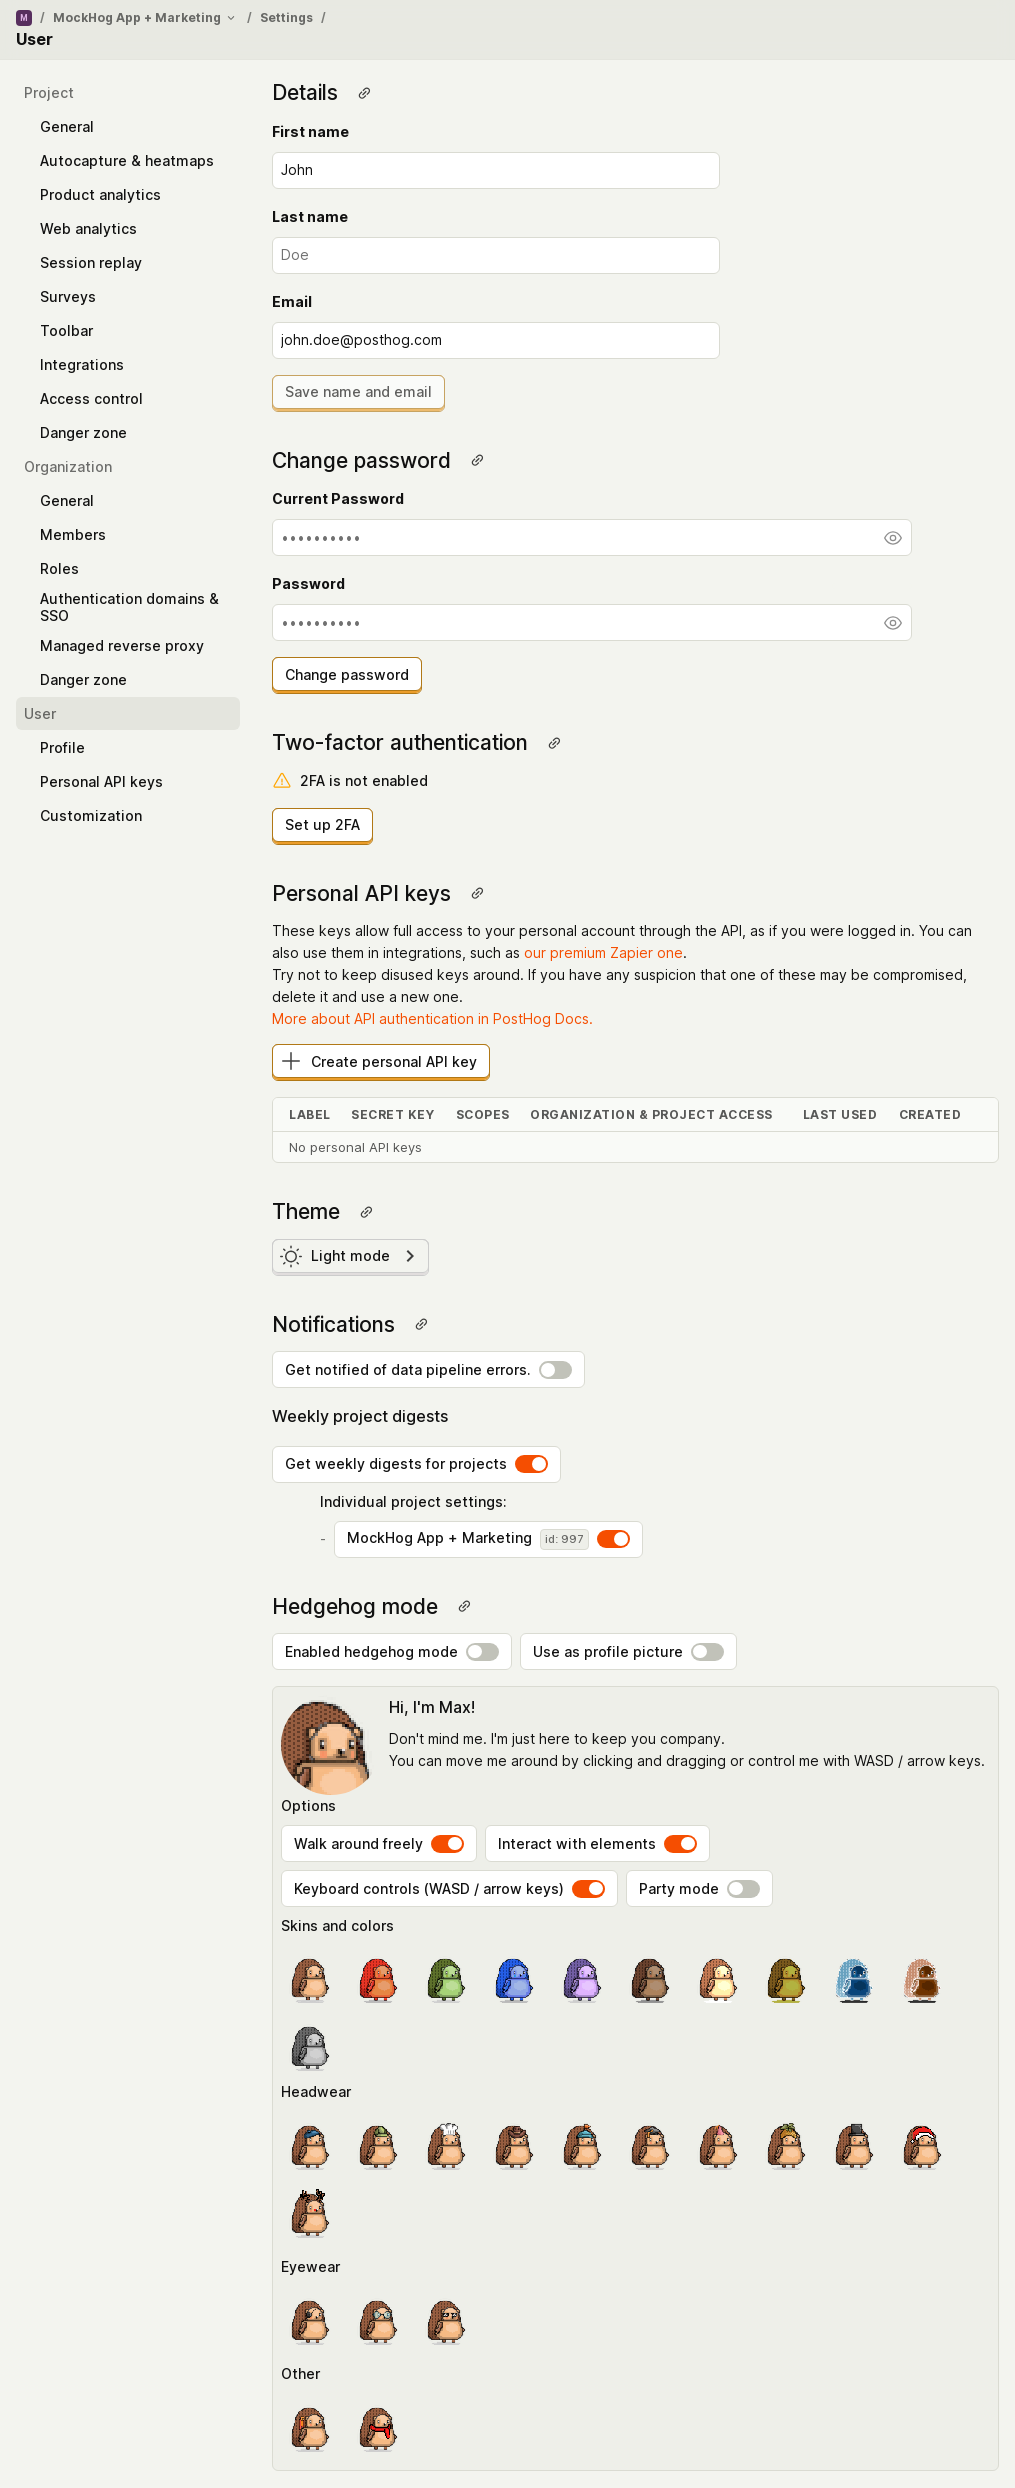 M / MockHog App + Marketing / Settings /
User
Project
General
Autocapture & heatmaps
Product analytics
Web analytics
Session replay
Surveys
Toolbar
Integrations
Access control
Danger zone
Organization
General
Members
Roles
Authentication domains &
SSO
Managed reverse proxy
Danger zone
User
Profile
Personal API keys
Customization
Details
First name
John
Last name
Doe
Email
john.doe@posthog.com
Save name and email
Change password
Current Password
••••••••••
Password
••••••••••
Change password
Two-factor authentication
2FA is not enabled
Set up 2FA
Personal API keys
These keys allow full access to your personal account through the API, as if you were logged in. You can
also use them in integrations, such as our premium Zapier one.
Try not to keep disused keys around. If you have any suspicion that one of these may be compromised,
delete it and use a new one.
More about API authentication in PostHog Docs.
Create personal API key
LABEL SECRET KEY SCOPES ORGANIZATION & PROJECT ACCESS LAST USED CREATED
No personal API keys
Theme
Light mode
Notifications
Get notified of data pipeline errors.
Weekly project digests
Get weekly digests for projects
Individual project settings:
- MockHog App + Marketing id: 997
Hedgehog mode
Enabled hedgehog mode Use as profile picture
Hi, I'm Max!
Don't mind me. I'm just here to keep you company.
You can move me around by clicking and dragging or control me with WASD / arrow keys.
Options
Walk around freely Interact with elements
Keyboard controls (WASD / arrow keys) Party mode
Skins and colors
Headwear
Eyewear
Other